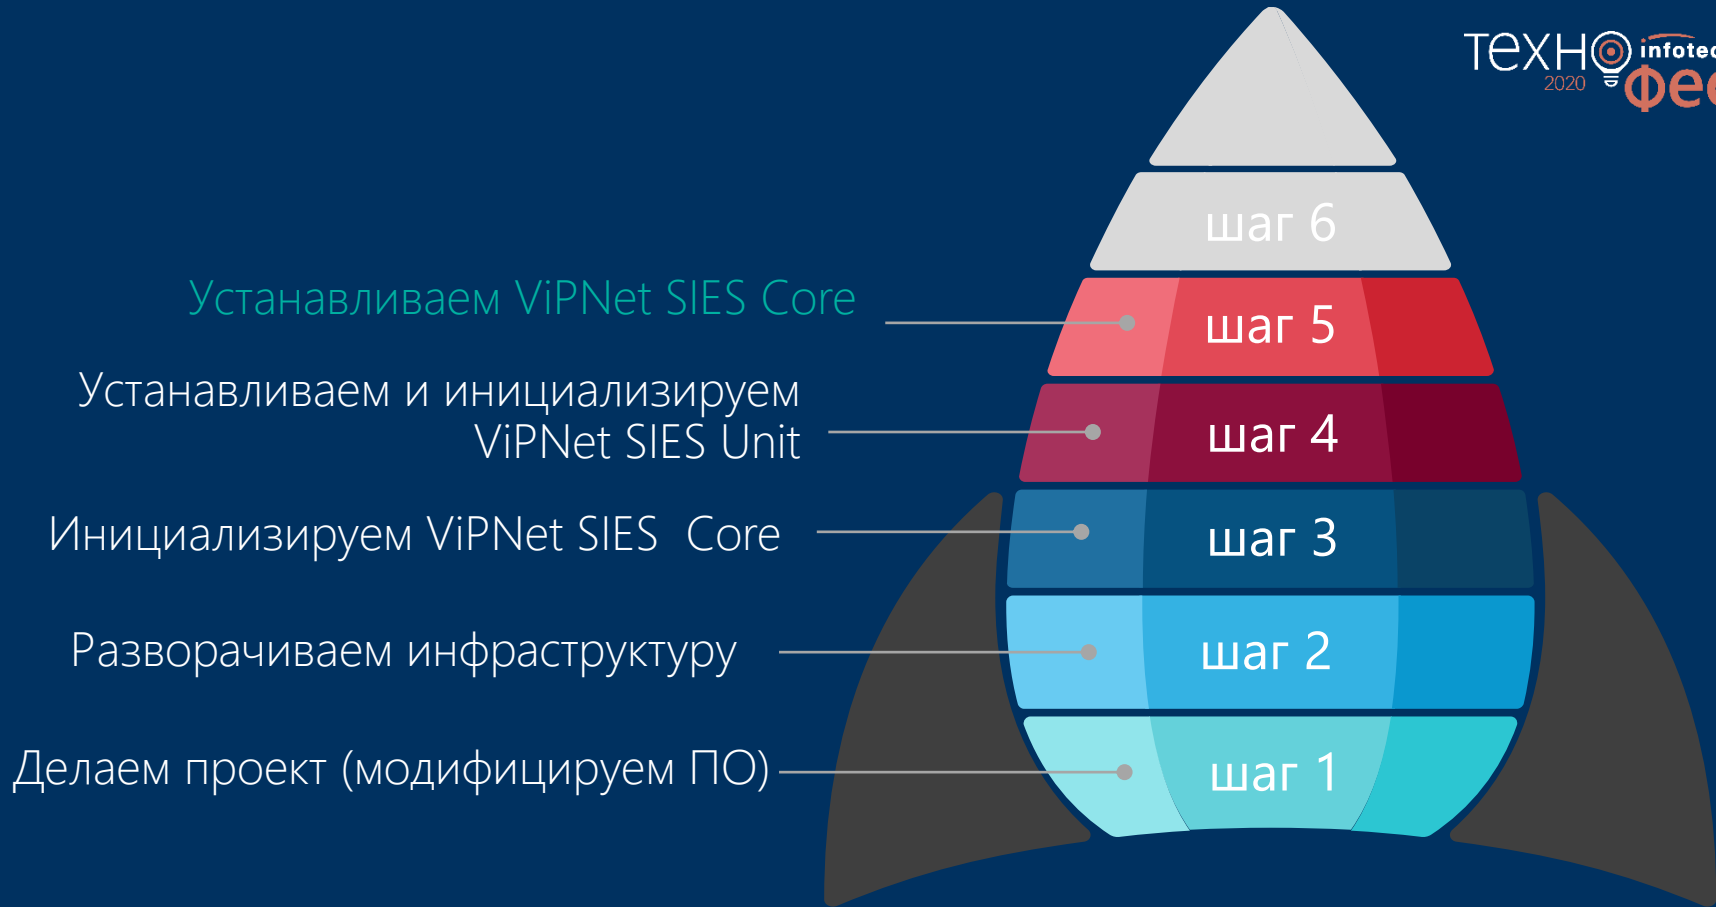 ТЕХНО infotec
2020 Фес
шаг 6
Устанавливаем ViPNet SIES Core
шаг 5
Устанавливаем и инициализируем
ViPNet SIES Unit
шаг 4
Инициализируем ViPNet SIES Core
шаг 3
Разворачиваем инфраструктуру
шаг 2
Делаем проект (модифицируем ПО)
шаг 1